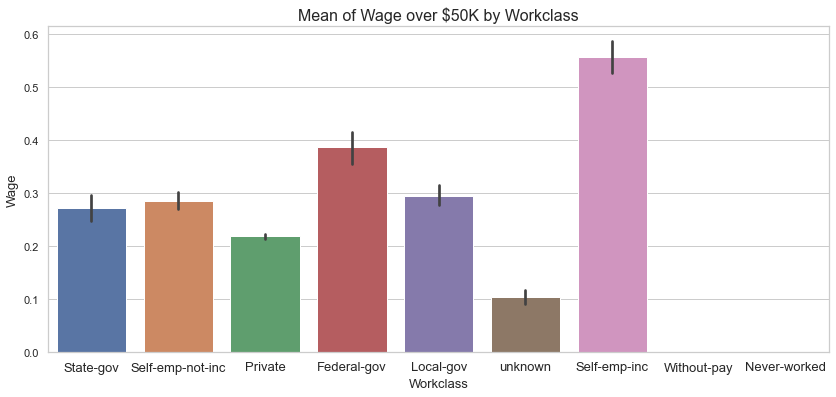 Mean of Wage over $50K by Workclass
0.6
0.5
0.4
0.3
0.2
0.1
0.0
Wage
State-gov Self-emp-not-inc Private Federal-gov Local-gov unknown Self-emp-inc Without-pay Never-worked
Workclass